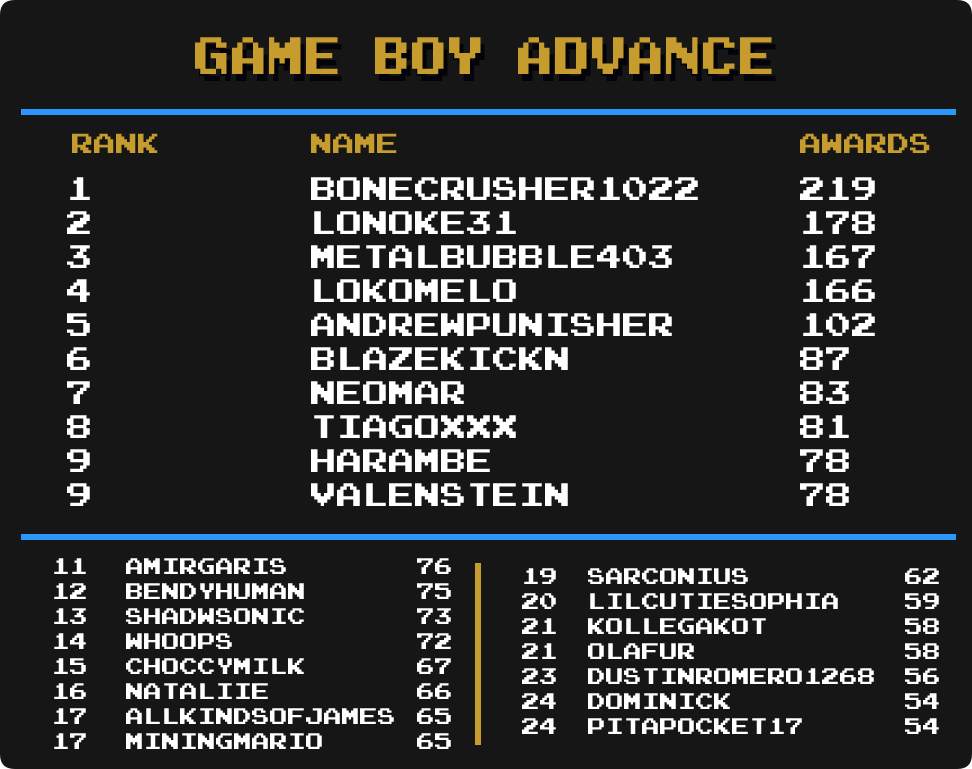 GAME BOY ADVANCE
RANK NAME AWARDS
1 BONECRUSHER1022 219
2 LONOKE31 178
3 METALBUBBLE403 167
4 LOKOMELO 166
5 ANDREWPUNISHER 102
6 BLAZEKICKN 87
7 NEOMAR 83
8 TIAGOXXX 81
9 HARAMBE 78
9 VALENSTEIN 78
11 AMIRGARIS 76
12 BENDYHUMAN 75
13 SHADWSONIC 73
14 WHOOPS 72
15 CHOCCYMILK 67
16 NATALIIE 66
17 ALLKINDSOFJAMES 65
17 MININGMARIO 65
19 SARCONIUS 62
20 LILCUTIESOPHIA 59
21 KOLLEGAKOT 58
21 OLAFUR 58
23 DUSTINROMERO1268 56
24 DOMINICK 54
24 PITAPOCKET17 54